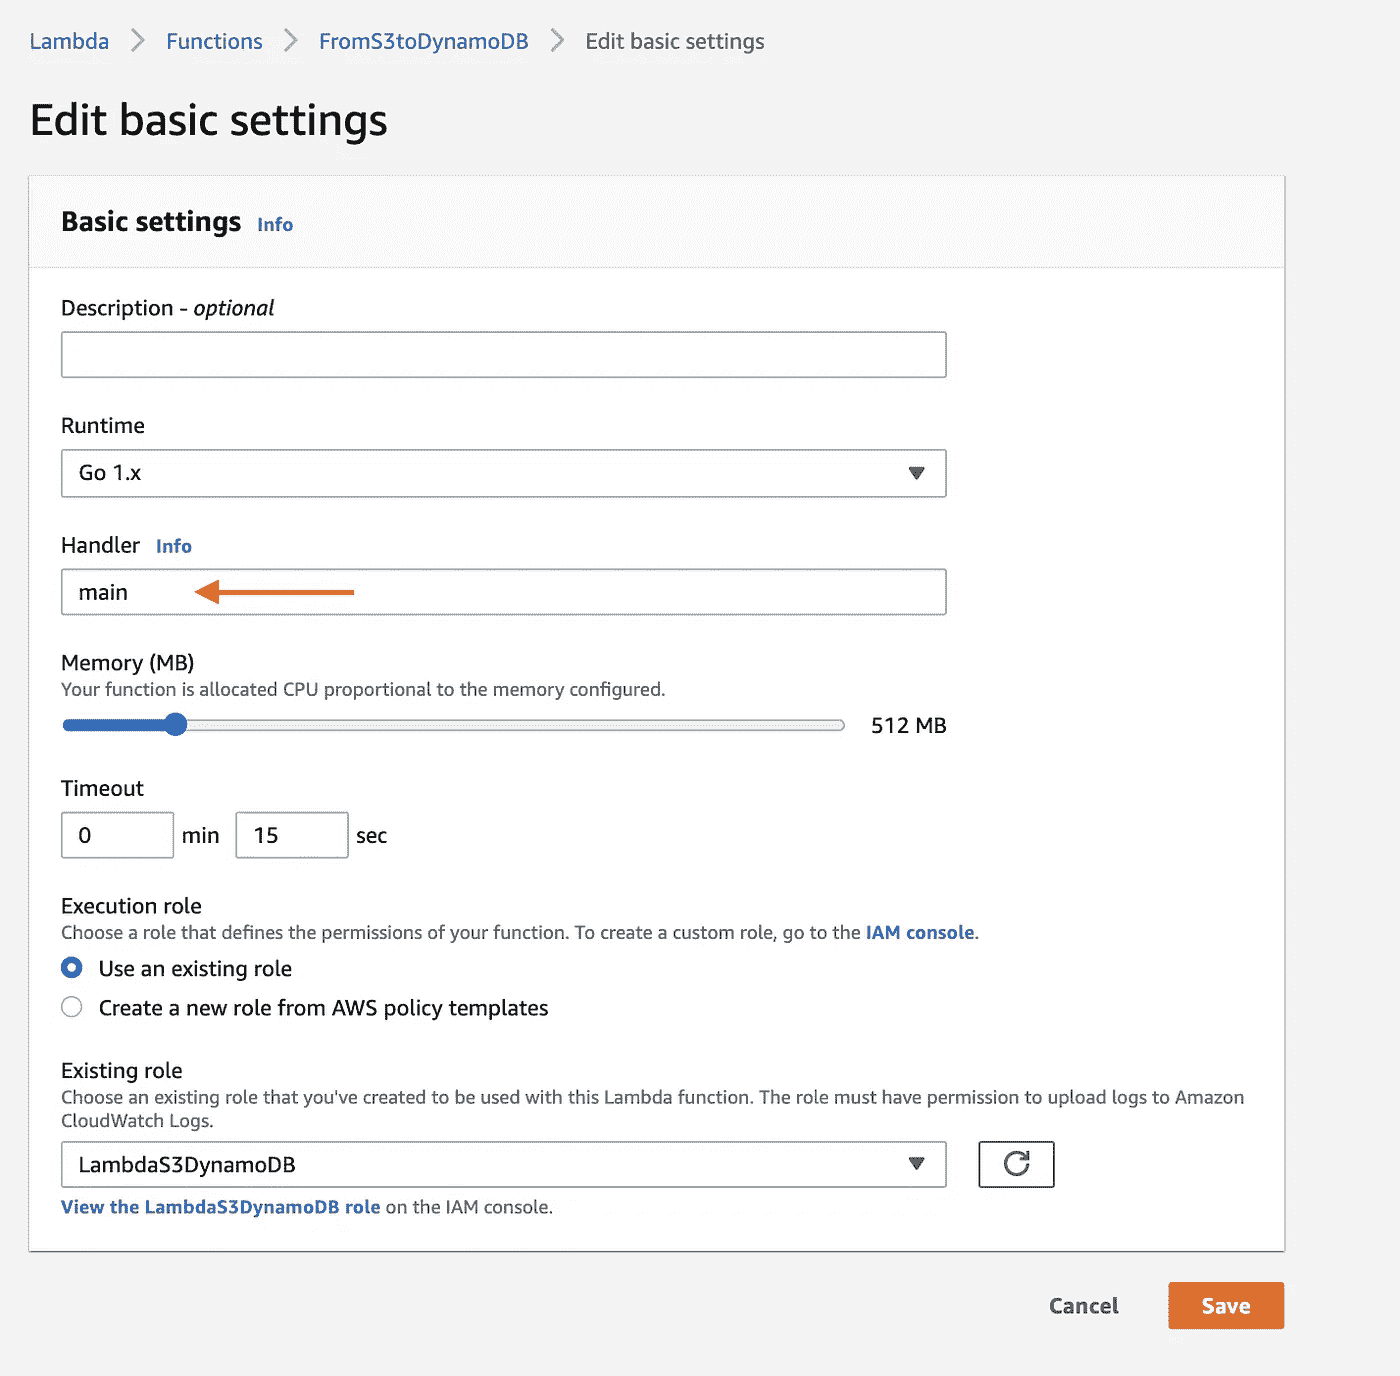 Lambda > Functions > FromS3toDynamoDB > Edit basic settings
Edit basic settings
Basic settings Info
Description - optional
Runtime
Go 1.x
Handler Info
main
Memory (MB)
Your function is allocated CPU proportional to the memory configured.
512 MB
Timeout
0 min 15 sec
Execution role
Choose a role that defines the permissions of your function. To create a custom role, go to the IAM console.
Use an existing role
Create a new role from AWS policy templates
Existing role
Choose an existing role that you've created to be used with this Lambda function. The role must have permission to upload logs to Amazon
CloudWatch Logs.
LambdaS3DynamoDB
View the LambdaS3DynamoDB role on the IAM console.
Cancel Save